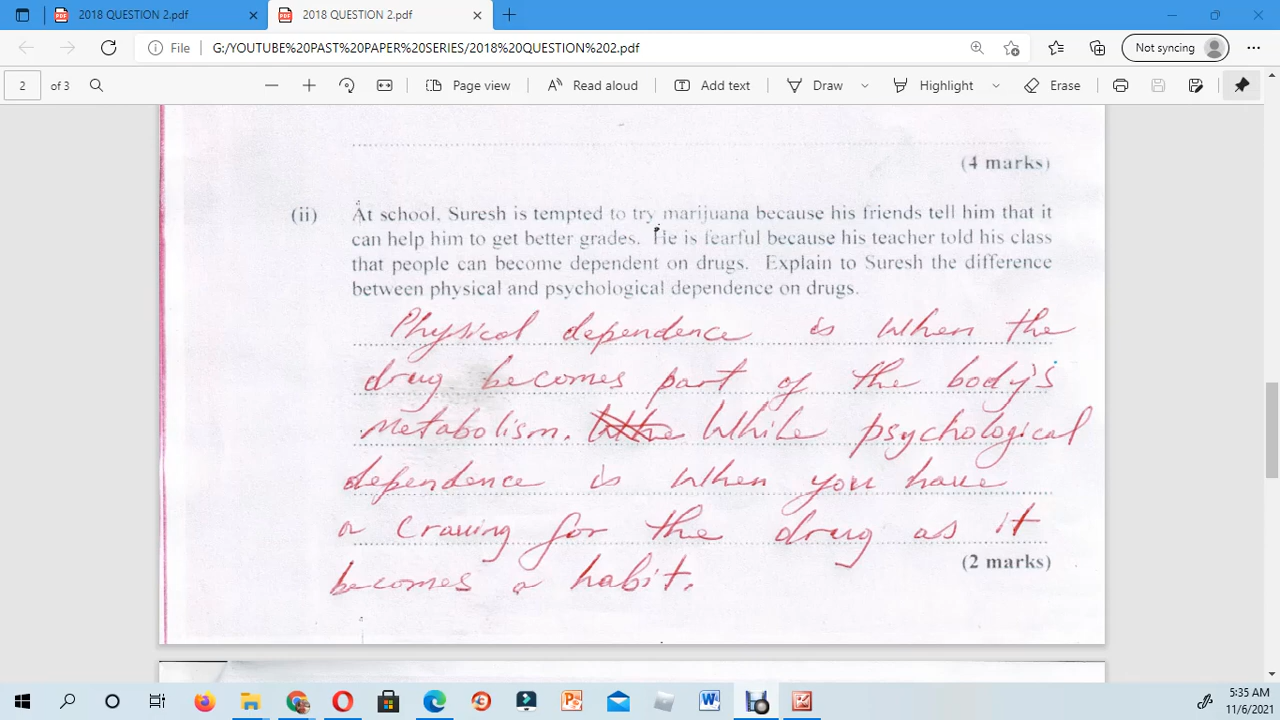 2018 QUESTION 2.pdf
2018 QUESTION 2.pdf
File
G:/YOUTUBE%20PAST%20PAPER%20SERIES/2018%20QUESTION%202.pdf
Not syncing
2 of 3
Page view
Read aloud
Add text
Draw
Highlight
Erase
(4 marks)
(ii) At school. Suresh is tempted to try marijuana because his friends tell him that it
can help him to get better grades. He is fearful because his teacher told his class
that people can become dependent on drugs. Explain to Suresh the difference
between physical and psychological dependence on drugs.
Physical dependence is when the
drug becomes part of the body's
metabolism. While psychological
dependence is when you have
a craving for the drug as it
(2 marks)
becomes a habit.
5:35 AM
11/6/2021